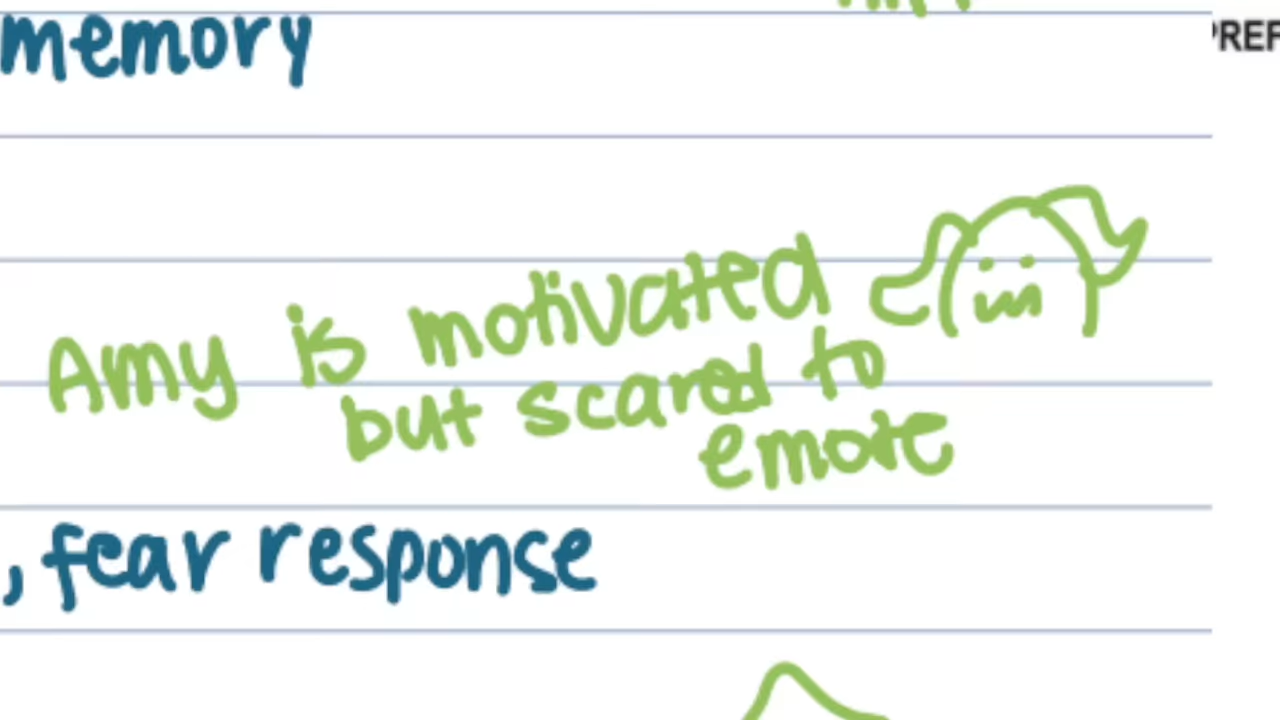 memory
Amy is motivated
but scared to
emote
, fear response